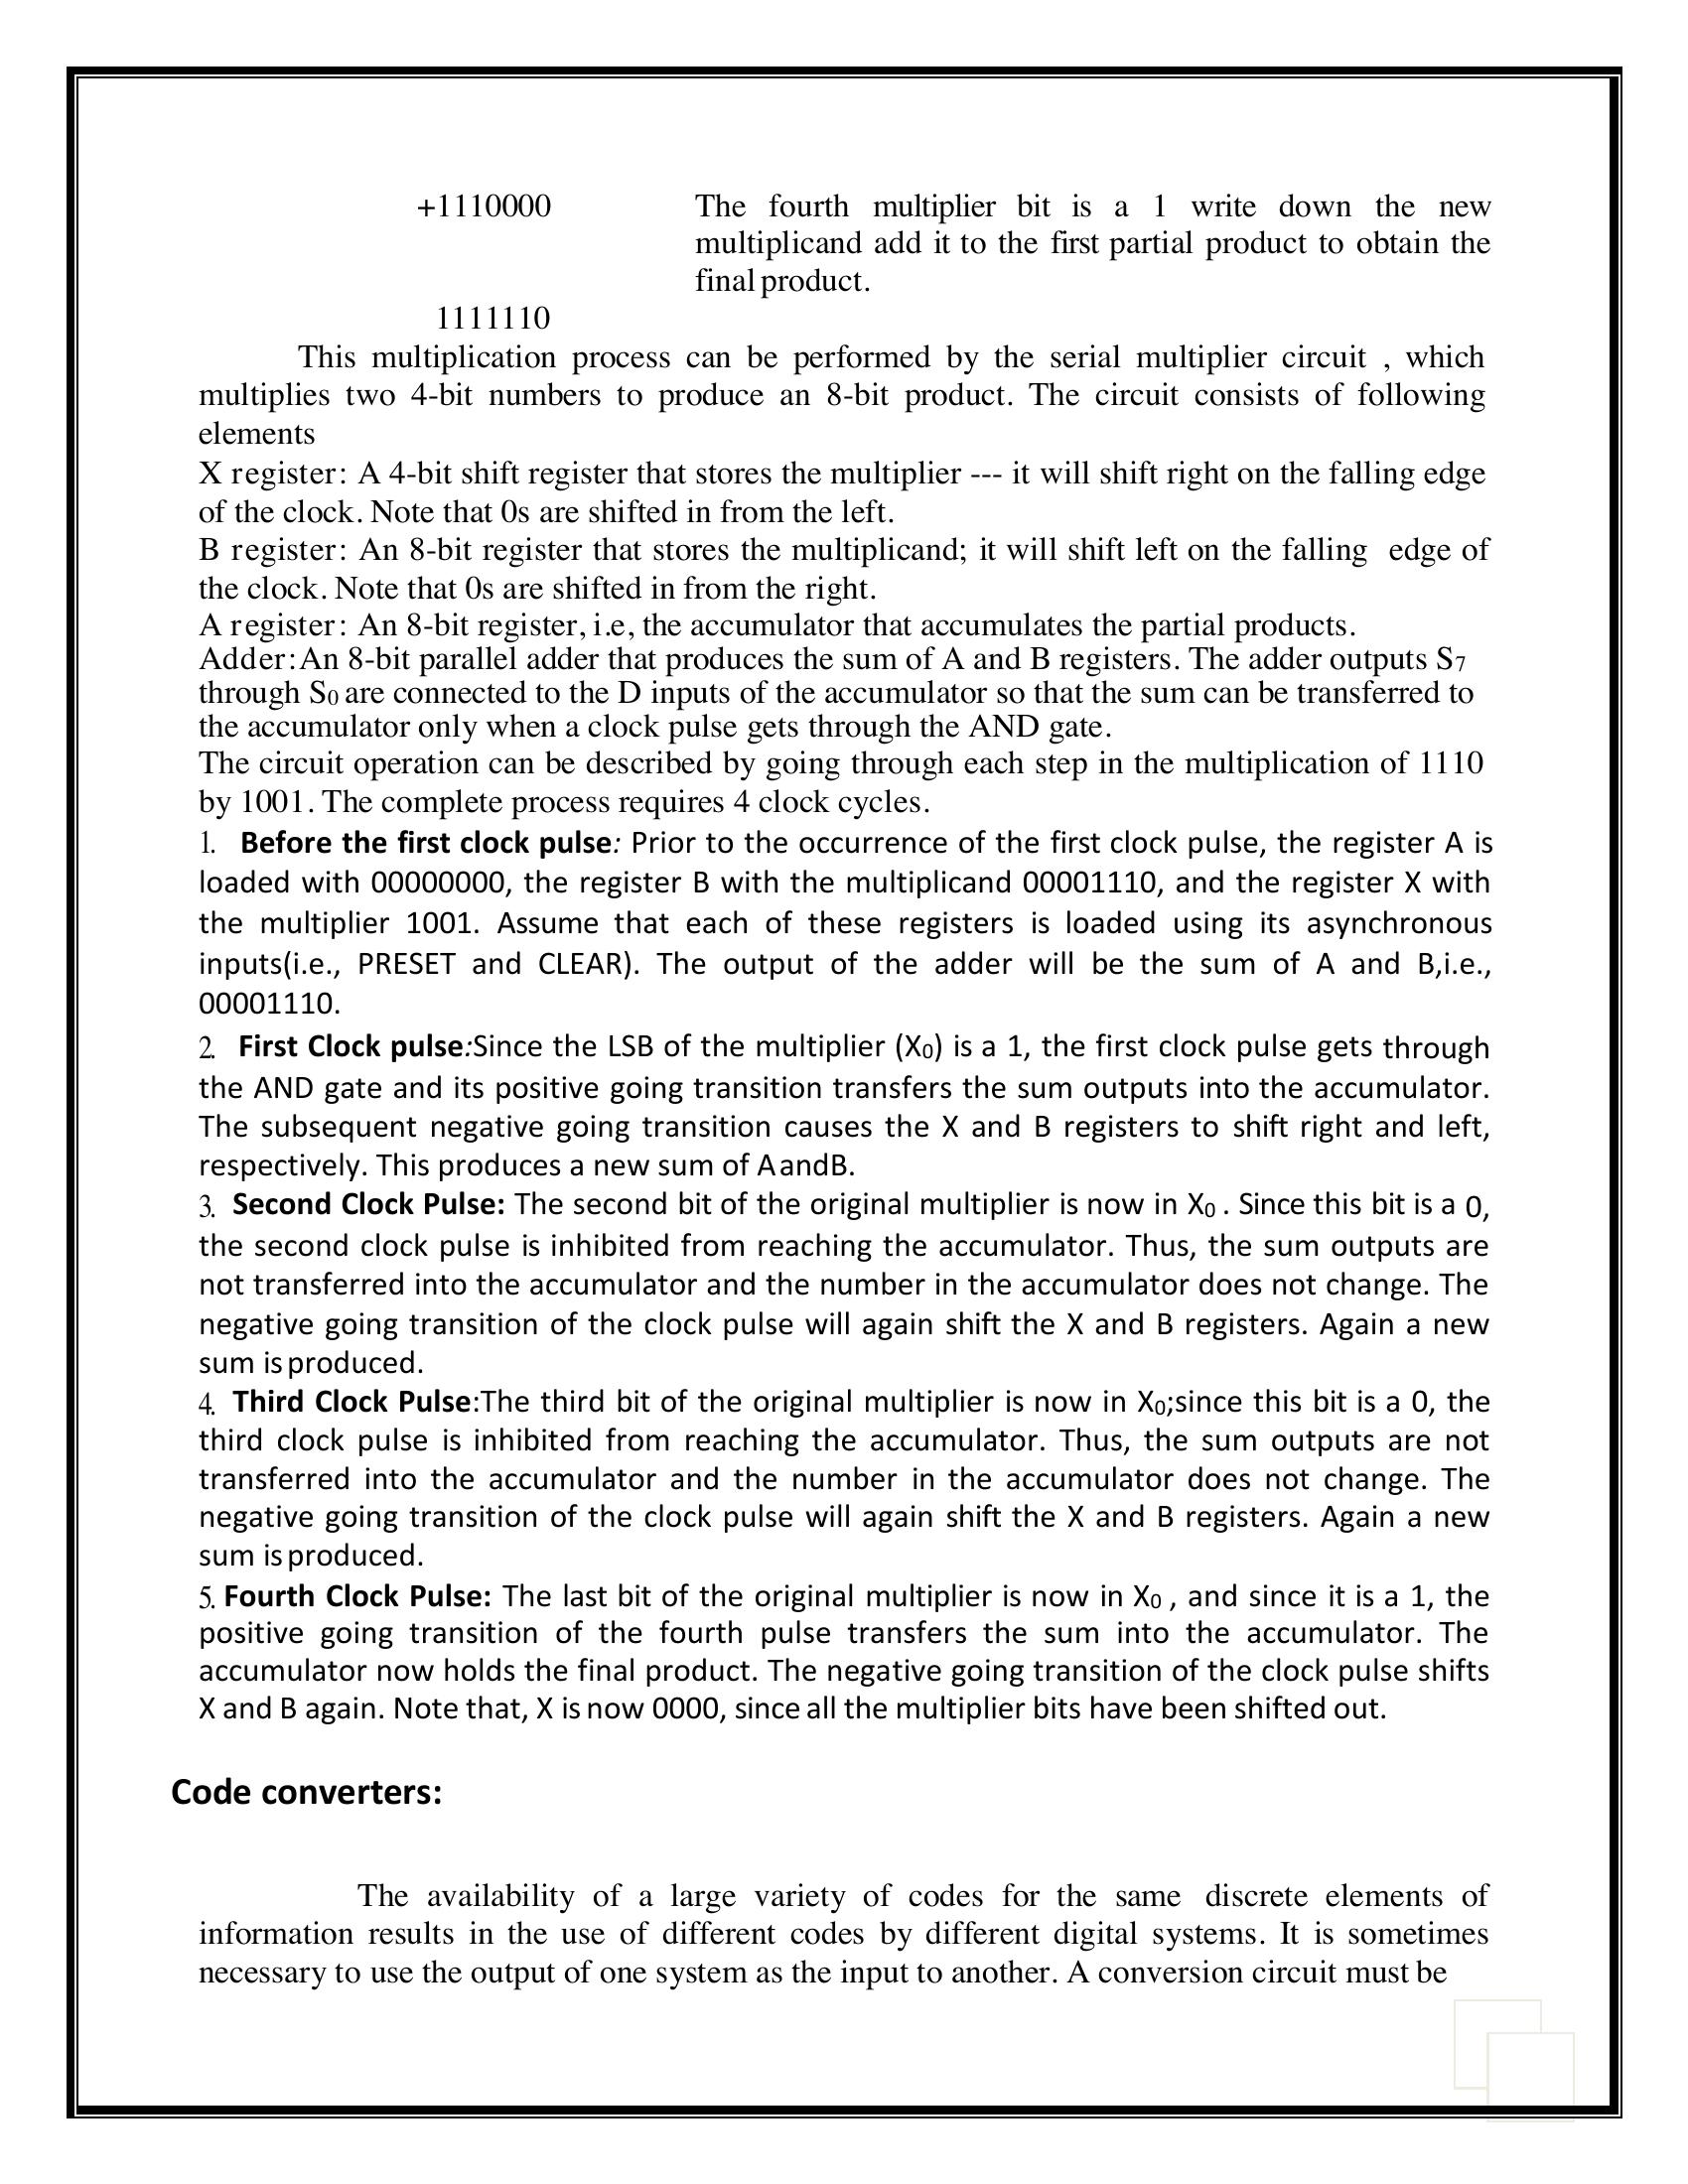 +1110000 The fourth multiplier bit is a 1 write down the new
multiplicand add it to the first partial product to obtain the
final product.
1111110
This multiplication process can be performed by the serial multiplier circuit , which
multiplies two 4-bit numbers to produce an 8-bit product. The circuit consists of following
elements
X register: A 4-bit shift register that stores the multiplier --- it will shift right on the falling edge
of the clock. Note that 0s are shifted in from the left.
B register: An 8-bit register that stores the multiplicand; it will shift left on the falling edge of
the clock. Note that 0s are shifted in from the right.
A register: An 8-bit register, i.e, the accumulator that accumulates the partial products.
Adder:An 8-bit parallel adder that produces the sum of A and B registers. The adder outputs S7
through S0 are connected to the D inputs of the accumulator so that the sum can be transferred to
the accumulator only when a clock pulse gets through the AND gate.
The circuit operation can be described by going through each step in the multiplication of 1110
by 1001. The complete process requires 4 clock cycles.
1. Before the first clock pulse: Prior to the occurrence of the first clock pulse, the register A is
loaded with 00000000, the register B with the multiplicand 00001110, and the register X with
the multiplier 1001. Assume that each of these registers is loaded using its asynchronous
inputs(i.e., PRESET and CLEAR). The output of the adder will be the sum of A and B,i.e.,
00001110.
2. First Clock pulse:Since the LSB of the multiplier (X0) is a 1, the first clock pulse gets through
the AND gate and its positive going transition transfers the sum outputs into the accumulator.
The subsequent negative going transition causes the X and B registers to shift right and left,
respectively. This produces a new sum of AandB.
3. Second Clock Pulse: The second bit of the original multiplier is now in X0 . Since this bit is a 0,
the second clock pulse is inhibited from reaching the accumulator. Thus, the sum outputs are
not transferred into the accumulator and the number in the accumulator does not change. The
negative going transition of the clock pulse will again shift the X and B registers. Again a new
sum is produced.
4. Third Clock Pulse:The third bit of the original multiplier is now in X0;since this bit is a 0, the
third clock pulse is inhibited from reaching the accumulator. Thus, the sum outputs are not
transferred into the accumulator and the number in the accumulator does not change. The
negative going transition of the clock pulse will again shift the X and B registers. Again a new
sum is produced.
5. Fourth Clock Pulse: The last bit of the original multiplier is now in X0 , and since it is a 1, the
positive going transition of the fourth pulse transfers the sum into the accumulator. The
accumulator now holds the final product. The negative going transition of the clock pulse shifts
X and B again. Note that, X is now 0000, since all the multiplier bits have been shifted out.
Code converters:
The availability of a large variety of codes for the same discrete elements of
information results in the use of different codes by different digital systems. It is sometimes
necessary to use the output of one system as the input to another. A conversion circuit must be